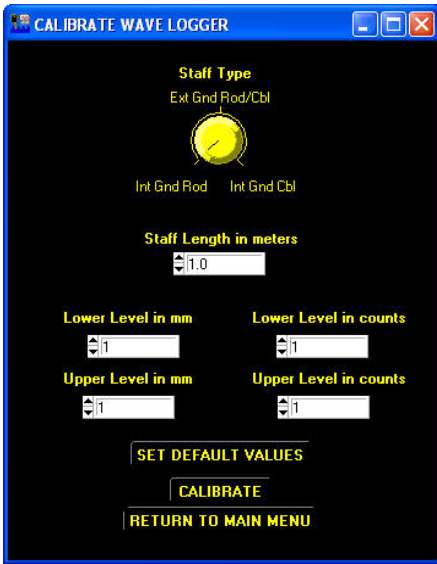 CALIBRATE WAVE LOGGER
Staff Type
Ext Gnd Rod/Cbl
Int Gnd Rod Int Gnd Cbl
Staff Length in meters
1.0
Lower Level in mm Lower Level in counts
1 1
Upper Level in mm Upper Level in counts
1 1
SET DEFAULT VALUES
CALIBRATE
RETURN TO MAIN MENU